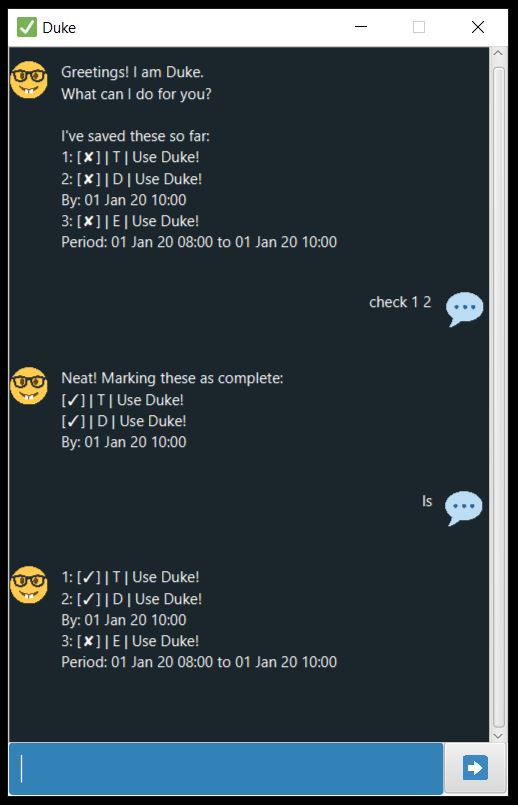 Duke
Greetings! I am Duke.
What can I do for you?
I've saved these so far:
1: [✘] | T | Use Duke!
2: [✘] | D | Use Duke!
By: 01 Jan 20 10:00
3: [✘] | E | Use Duke!
Period: 01 Jan 20 08:00 to 01 Jan 20 10:00
check 1 2
Neat! Marking these as complete:
[✓] | T | Use Duke!
[✓] | D | Use Duke!
By: 01 Jan 20 10:00
ls
1: [✓] | T | Use Duke!
2: [✓] | D | Use Duke!
By: 01 Jan 20 10:00
3: [✘] | E | Use Duke!
Period: 01 Jan 20 08:00 to 01 Jan 20 10:00